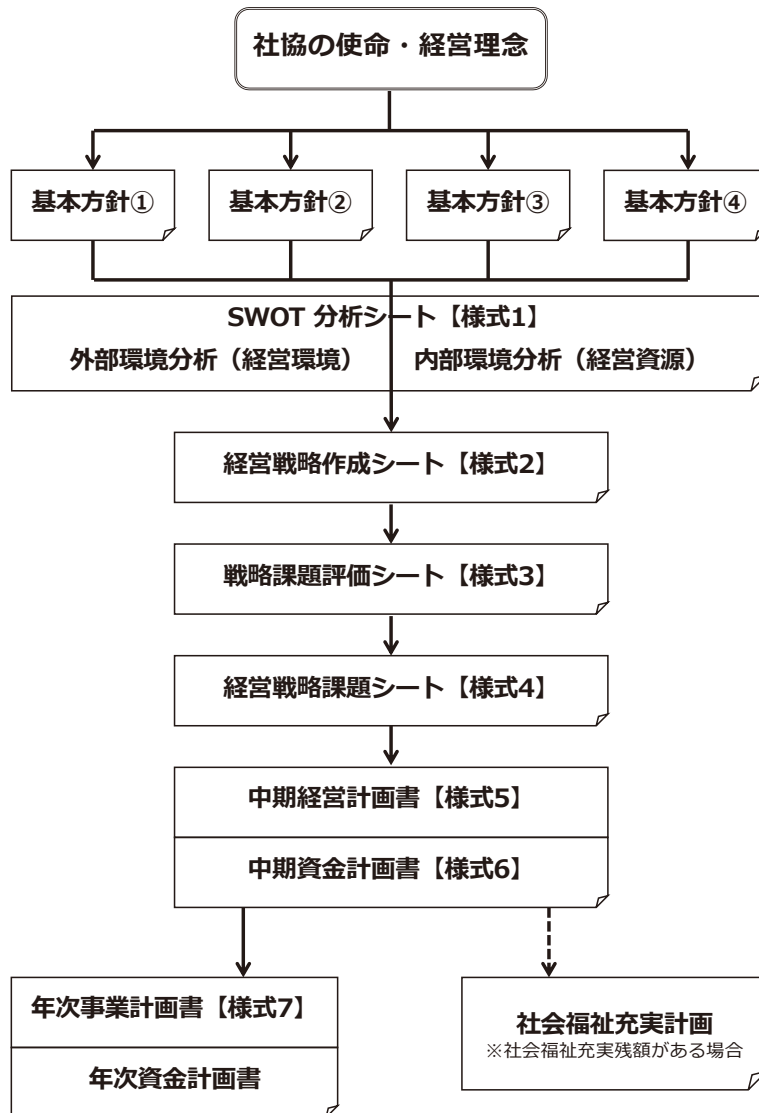 社協の使命・経営理念
基本方針①
基本方針②
基本方針③
基本方針④
SWOT 分析シート【様式1】
外部環境分析（経営環境）
内部環境分析（経営資源）
経営戦略作成シート【様式2】
戦略課題評価シート【様式3】
経営戦略課題シート【様式4】
中期経営計画書【様式5】
中期資金計画書【様式6】
年次事業計画書【様式7】
年次資金計画書
社会福祉充実計画
※社会福祉充実残額がある場合